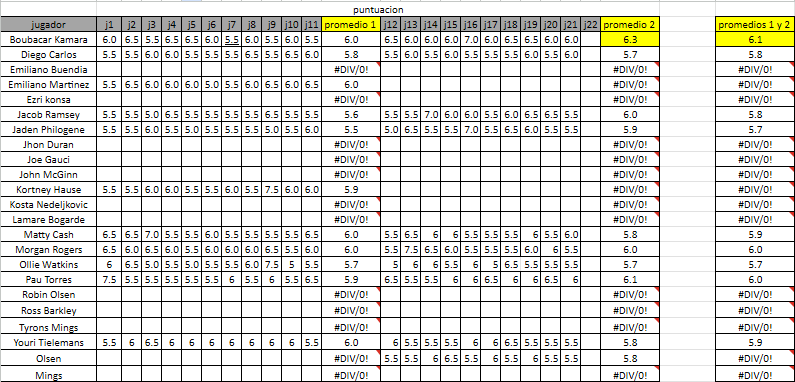 puntuacion
jugador j1 j2 j3 j4 j5 j6 j7 j8 j9 j10 j11 promedio 1 j12 j13 j14 j15 j16 j17 j18 j19 j20 j21 j22 promedio 2 promedios 1 y 2
Boubacar Kamara 6.0 6.5 5.5 6.5 6.5 6.0 5.5 6.0 5.5 6.0 5.5 6.0 6.5 6.0 6.0 6.0 7.0 6.0 6.5 6.5 6.0 6.0 6.3 6.1
Diego Carlos 5.5 5.5 6.0 6.0 6.5 5.5 5.5 6.5 5.5 6.5 6.0 5.8 5.5 6.0 5.5 6.0 5.5 5.5 5.5 6.0 5.5 6.0 5.7 5.8
Emiliano Buendia #DIV/0! #DIV/0! #DIV/0!
Emiliano Martinez 5.5 6.5 6.0 6.0 6.0 5.0 5.5 6.0 6.5 6.0 6.5 6.0 #DIV/0! #DIV/0!
Ezri konsa #DIV/0! #DIV/0! #DIV/0!
Jacob Ramsey 5.5 5.5 5.0 6.5 5.5 5.5 5.5 5.5 6.5 5.5 5.5 5.6 5.5 5.5 7.0 6.0 6.0 5.5 6.0 6.5 6.5 5.5 6.0 5.8
Jaden Philogene 5.5 5.5 6.0 5.5 5.0 5.5 5.5 5.5 5.0 5.5 6.0 5.5 5.0 6.5 5.5 5.5 7.0 5.5 6.5 6.0 6.5 5.5 5.9 5.7
Jhon Duran #DIV/0! #DIV/0! #DIV/0!
Joe Gauci #DIV/0! #DIV/0! #DIV/0!
John McGinn #DIV/0! #DIV/0! #DIV/0!
Kortney Hause 5.5 5.5 6.0 6.0 5.5 5.5 6.0 5.5 7.5 6.0 6.0 5.9 #DIV/0! #DIV/0!
Kosta Nedeljkovic #DIV/0! #DIV/0! #DIV/0!
Lamare Bogarde #DIV/0! #DIV/0! #DIV/0!
Matty Cash 6.5 6.5 7.0 5.5 5.5 6.0 5.5 5.5 5.5 5.5 6.5 6.0 5.5 6.5 6 6 5.5 5.5 5.5 6 5.5 6.0 5.8 5.9
Morgan Rogers 6.5 6.0 6.5 6.0 5.5 6.0 6.0 6.0 6.5 5.5 6.0 6.0 5.5 7.5 6.5 6.0 5.5 5.5 5.5 6.0 6 5.5 6.0 6.0
Ollie Watkins 6 6.5 5.0 5.5 5.0 5.5 5.5 6.0 7.5 5 5.5 5.7 5 6 6 5.5 6 5 6.5 5.5 5.5 5.5 5.7 5.7
Pau Torres 7.5 5.5 5.5 5.5 5.5 5.5 6 5.5 6 5.5 6.5 5.9 6.5 5.5 5.5 6 6 6.5 6 6 6.5 6 6.1 6.0
Robin Olsen #DIV/0! #DIV/0! #DIV/0!
Ross Barkley #DIV/0! #DIV/0! #DIV/0!
Tyrons Mings #DIV/0! #DIV/0! #DIV/0!
Youri Tielemans 5.5 6 6.5 6 6 6 6 6 6 6 5.5 6.0 6 5.5 5.5 5.5 6 6 6.5 5.5 5.5 5.5 5.8 5.9
Olsen #DIV/0! 5.5 5.5 6 6.5 5.5 6 5.5 6 5.5 6.5 5.8 #DIV/0!
Mings #DIV/0! #DIV/0! #DIV/0!